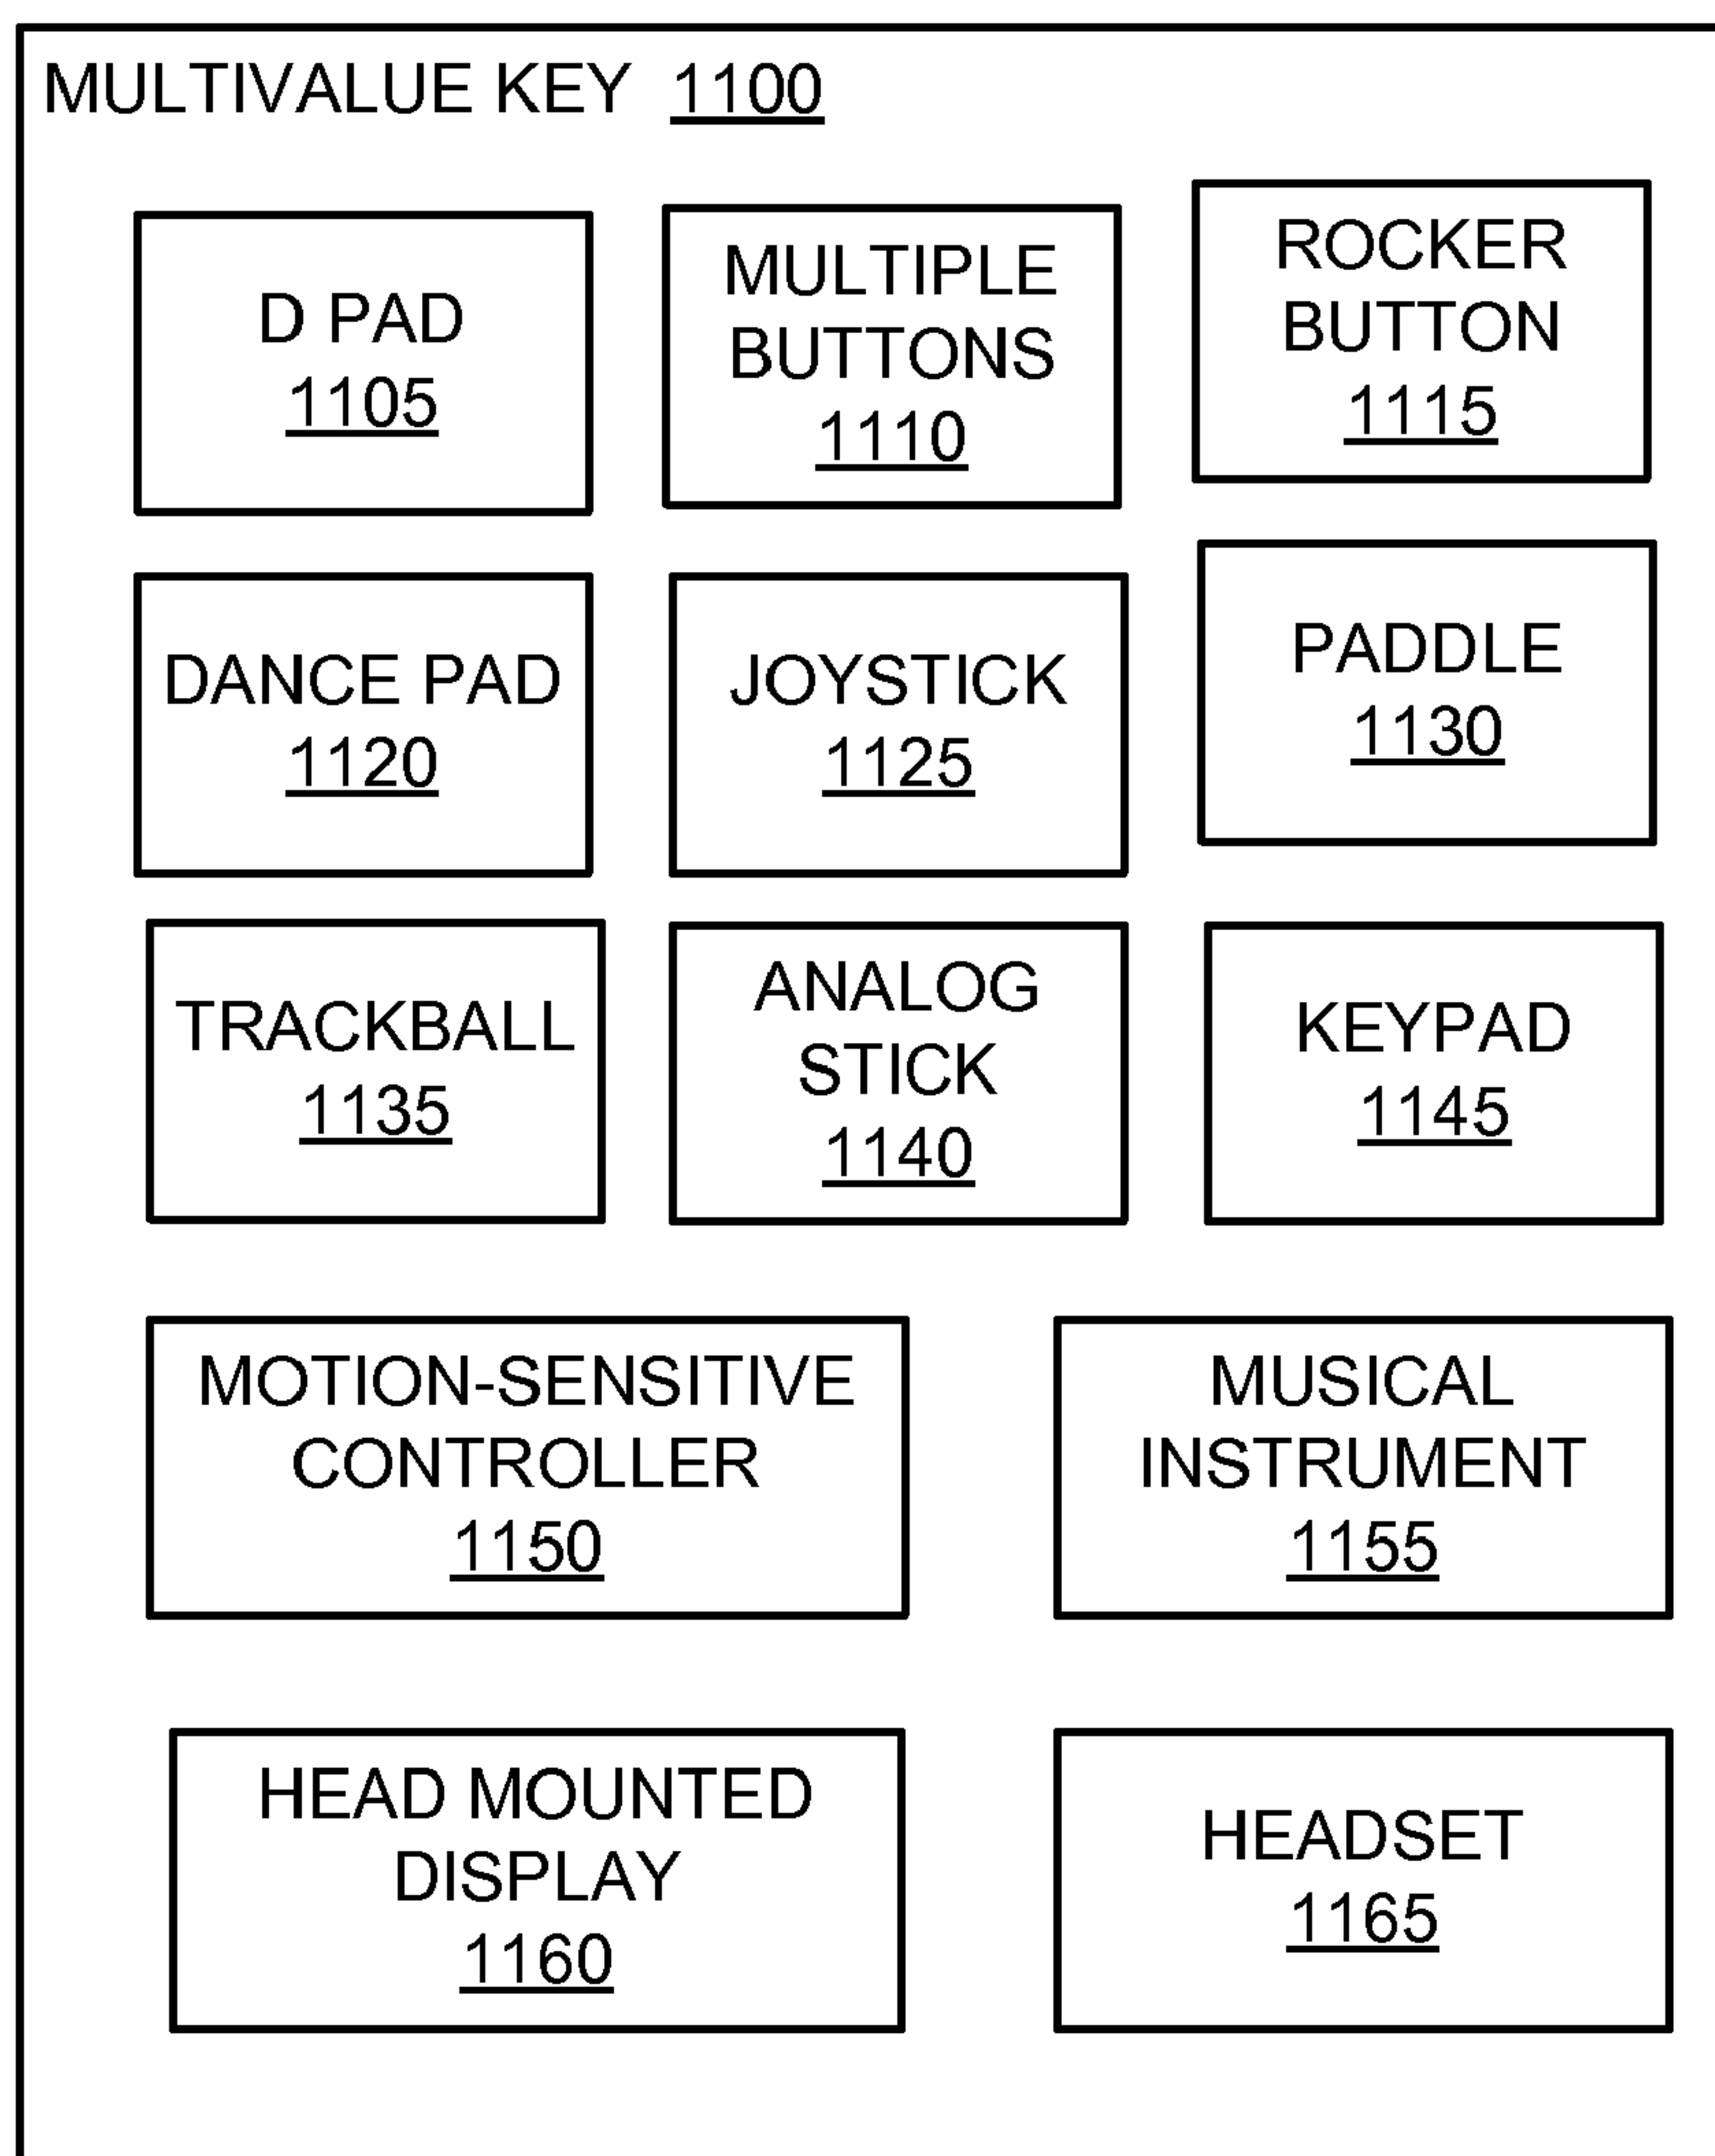 MULTIVALUE KEY 1100
D PAD
1105
MULTIPLE
BUTTONS
1110
ROCKER
BUTTON
1115
DANCE PAD
1120
JOYSTICK
1125
PADDLE
1130
TRACKBALL
1135
ANALOG
STICK
1140
KEYPAD
1145
MOTION-SENSITIVE
CONTROLLER
1150
MUSICAL
INSTRUMENT
1155
HEAD MOUNTED
DISPLAY
1160
HEADSET
1165